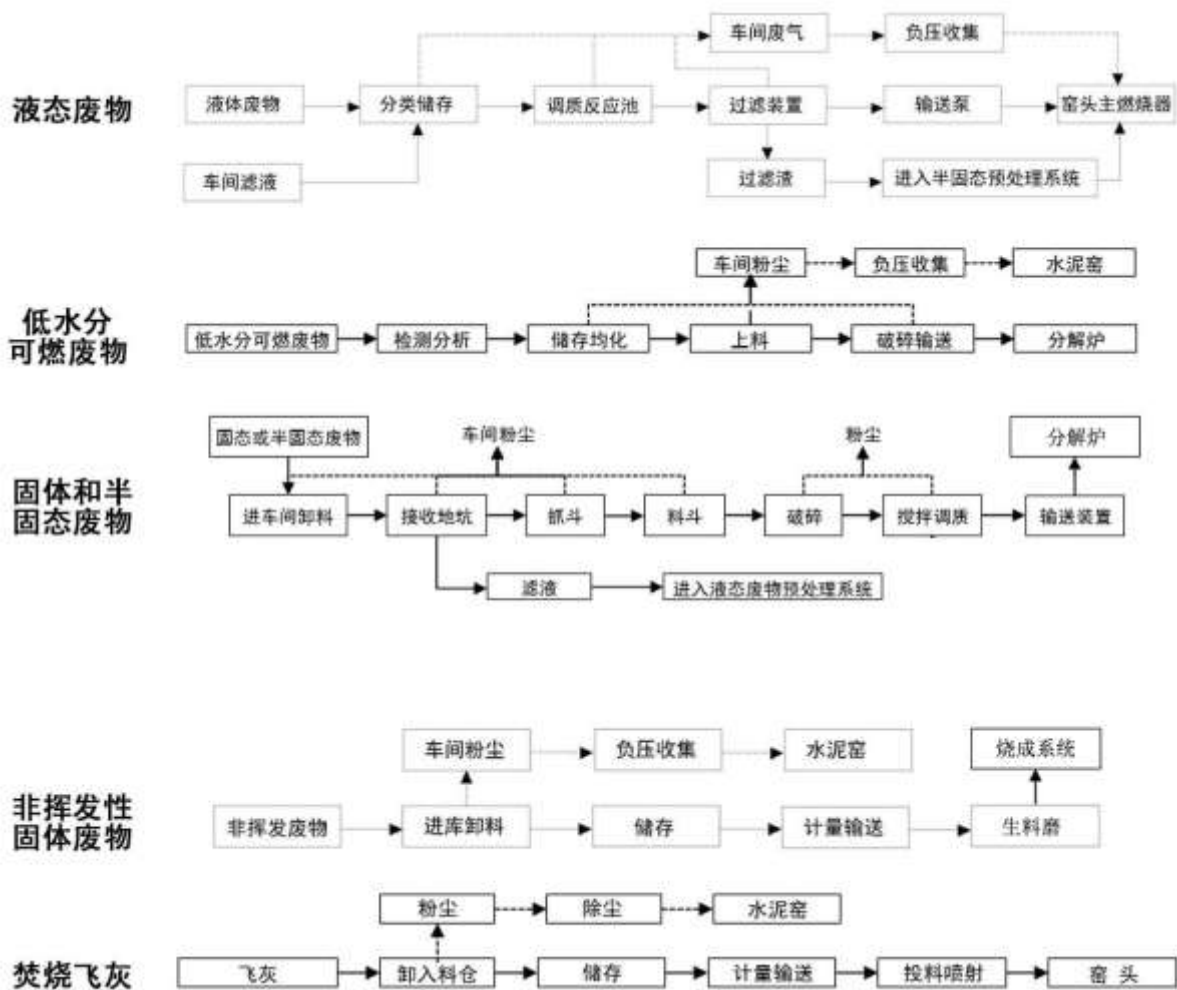 车间废气
负压收集
液态废物
液体废物
分类储存
调质反应池
过滤装置
输送泵
窑头主燃烧器
车间滤液
过滤渣
进入半固态预处理系统
车间粉尘
负压收集
水泥窑
低水分
可燃废物
低水分可燃废物
检测分析
储存均化
上料
破碎输送
分解炉
固态或半固态废物
车间粉尘
粉尘
分解炉
固体和半
固态废物
进车间卸料
接收地坑
抓斗
料斗
破碎
搅拌调质
输送装置
滤液
进入液态废物预处理系统
车间粉尘
负压收集
水泥窑
烧成系统
非挥发性
固体废物
非挥发废物
进库卸料
储存
计量输送
生料磨
粉尘
除尘
水泥窑
焚烧飞灰
飞灰
卸入料仓
储存
计量输送
投料喷射
窑 头